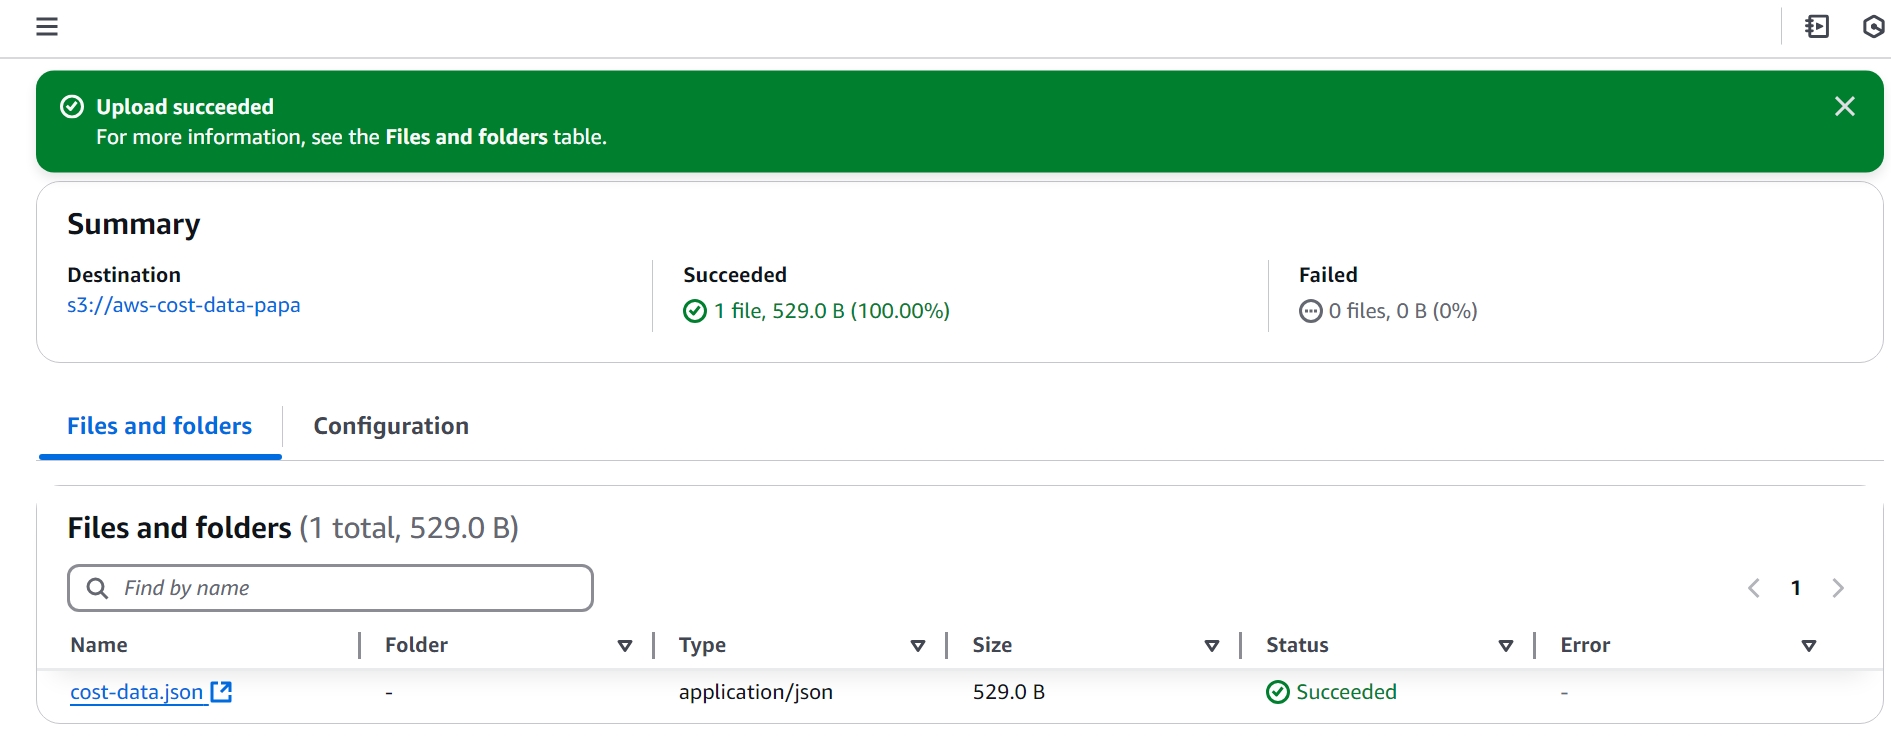 Upload succeeded
For more information, see the Files and folders table.
Summary
Destination
s3://aws-cost-data-papa
Succeeded
1 file, 529.0 B (100.00%)
Failed
0 files, 0 B (0%)
Files and folders
Configuration
Files and folders (1 total, 529.0 B)
Find by name
1
Name Folder Type Size Status Error
cost-data.json - application/json 529.0 B Succeeded -